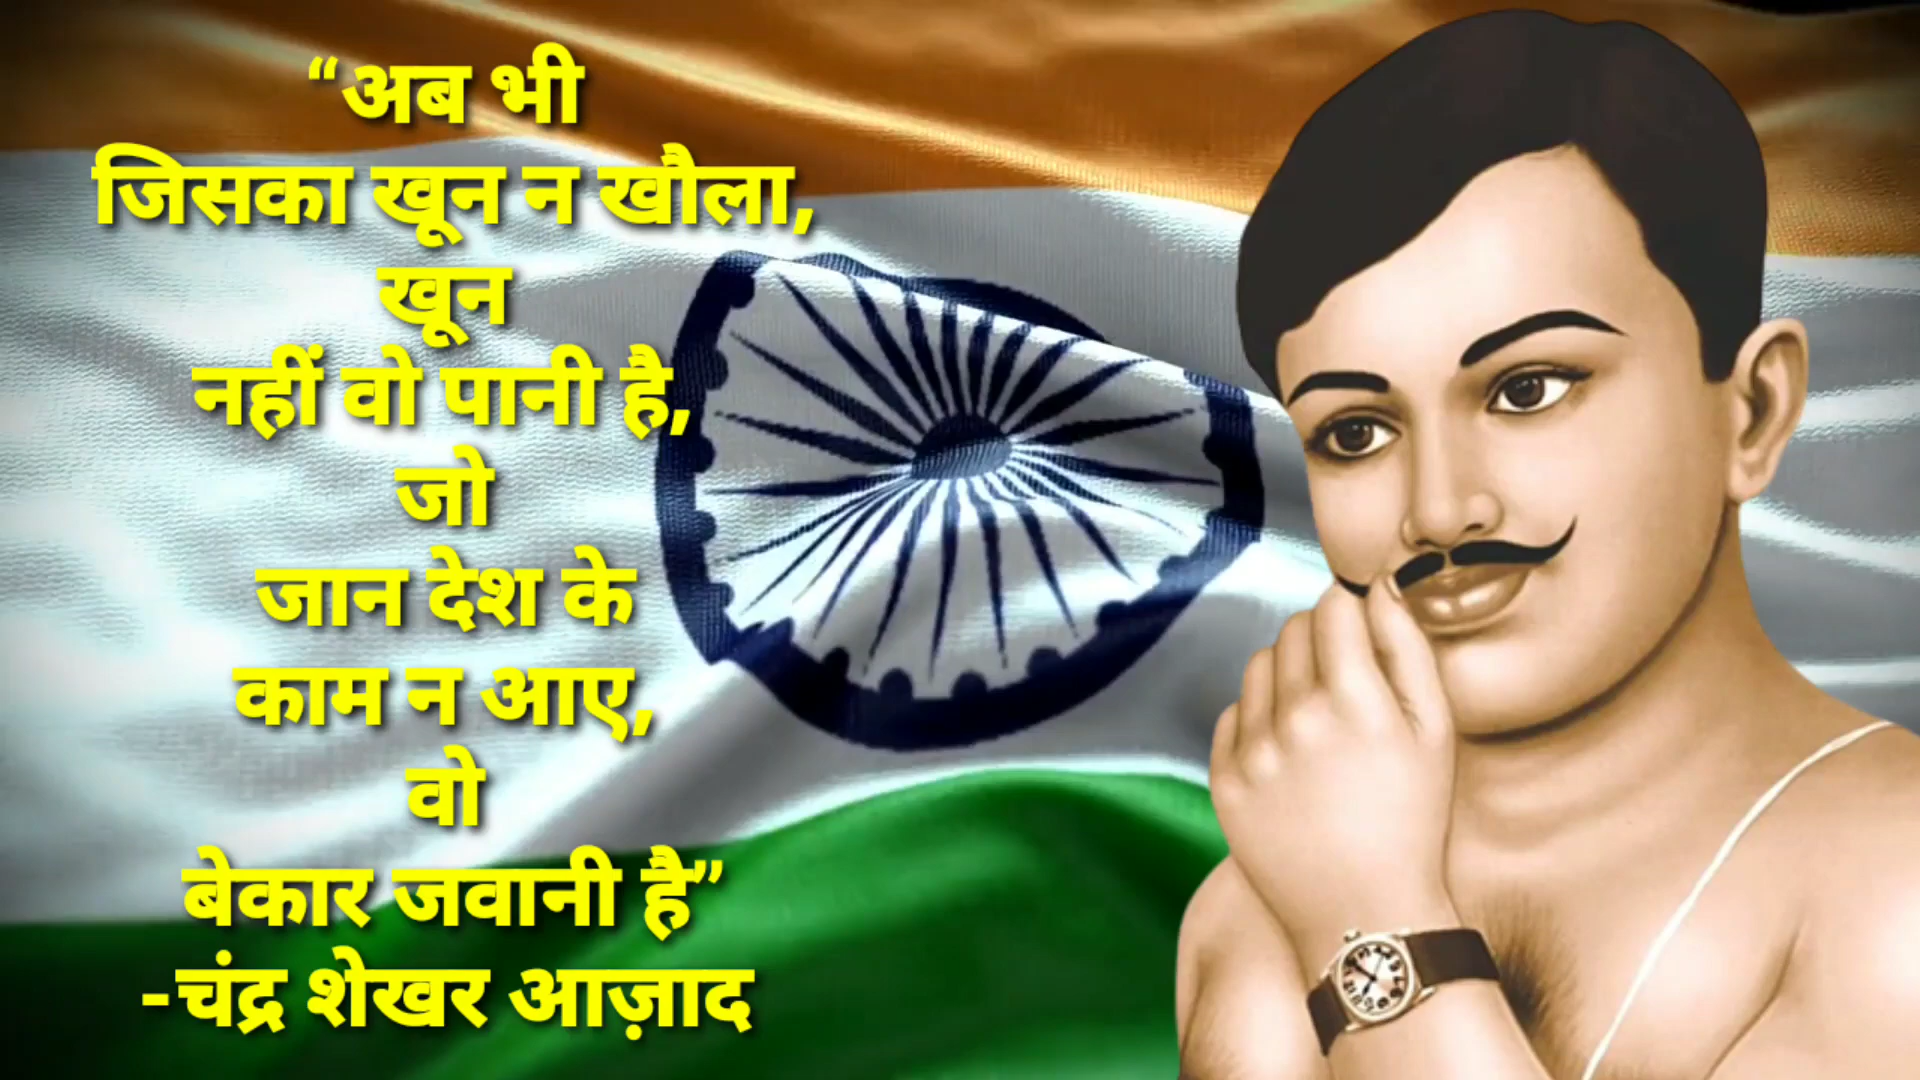 “अब भी
जिसका खून न खौला,
खून
नहीं वो पानी है,
जो
जान देश के
काम न आए,
वो
बेकार जवानी है”
-चंद्र शेखर आज़ाद